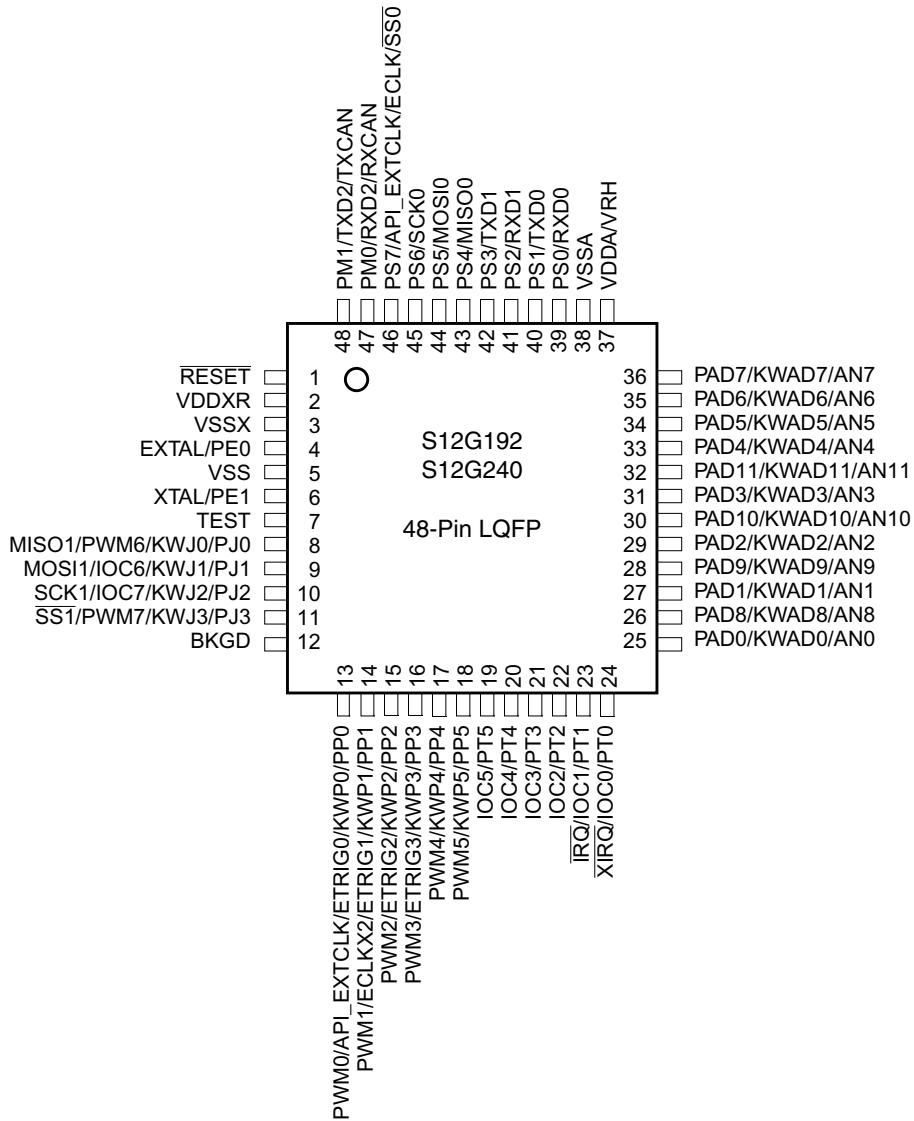 PM1/TXD2/TXCAN
PM0/RXD2/RXCAN
PS7/API_EXTCLK/ECLK/SS0
PS6/SCK0
PS5/MOSI0
PS4/MISO0
PS3/TXD1
PS2/RXD1
PS1/TXD0
PS0/RXD0
VSSA
VDDA/VRH
48
47
46
45
44
43
42
41
40
39
38
37
RESET 1
VDDXR 2
VSSX 3
EXTAL/PE0 4
VSS 5
XTAL/PE1 6
TEST 7
MISO1/PWM6/KWJ0/PJ0 8
MOSI1/IOC6/KWJ1/PJ1 9
SCK1/IOC7/KWJ2/PJ2 10
SS1/PWM7/KWJ3/PJ3 11
BKGD 12
S12G192
S12G240
48-Pin LQFP
36 PAD7/KWAD7/AN7
35 PAD6/KWAD6/AN6
34 PAD5/KWAD5/AN5
33 PAD4/KWAD4/AN4
32 PAD11/KWAD11/AN11
31 PAD3/KWAD3/AN3
30 PAD10/KWAD10/AN10
29 PAD2/KWAD2/AN2
28 PAD9/KWAD9/AN9
27 PAD1/KWAD1/AN1
26 PAD8/KWAD8/AN8
25 PAD0/KWAD0/AN0
13
14
15
16
17
18
19
20
21
22
23
24
PWM0/API_EXTCLK/ETRIG0/KWP0/PP0
PWM1/ECLKX2/ETRIG1/KWP1/PP1
PWM2/ETRIG2/KWP2/PP2
PWM3/ETRIG3/KWP3/PP3
PWM4/KWP4/PP4
PWM5/KWP5/PP5
IOC5/PT5
IOC4/PT4
IOC3/PT3
IOC2/PT2
IRQ/IOC1/PT1
XIRQ/IOC0/PT0